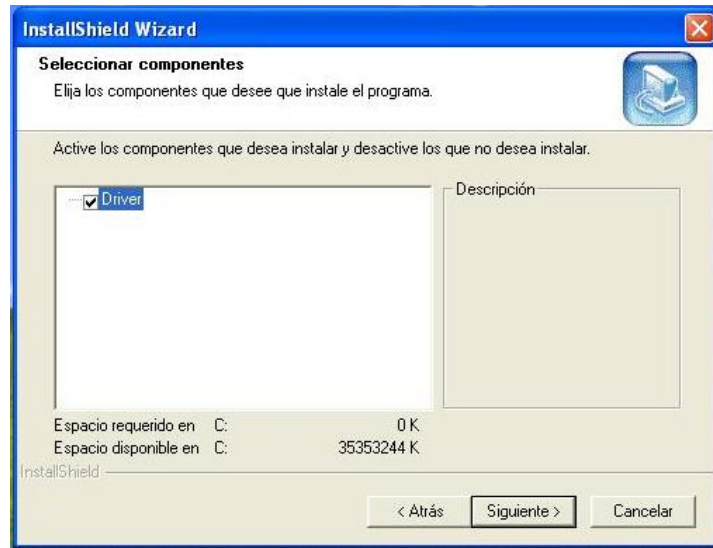 InstallShield Wizard
Seleccionar componentes
Elija los componentes que desee que instale el programa.
Active los componentes que desea instalar y desactive los que no desea instalar.
Driver
Descripción
Espacio requerido en C: 0 K
Espacio disponible en C: 35353244 K
InstallShield
< Atrás Siguiente > Cancelar